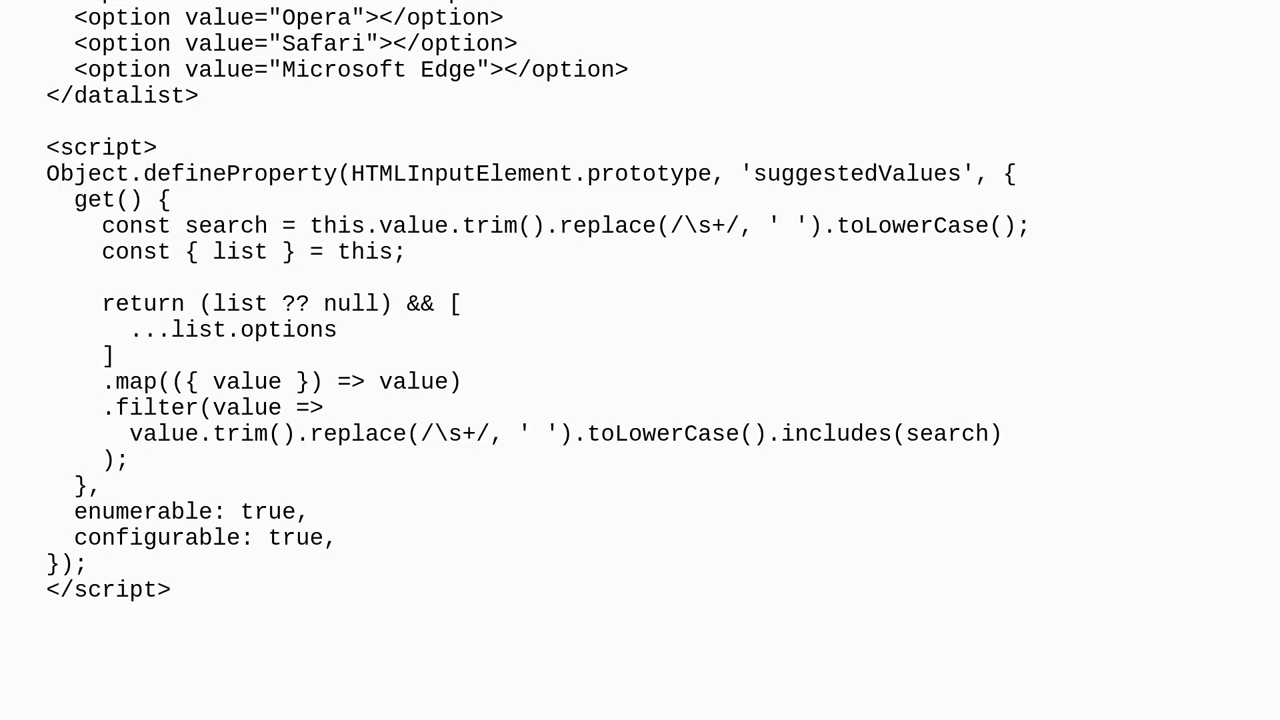 <option value="Opera"></option>
<option value="Safari"></option>
<option value="Microsoft Edge"></option>
</datalist>
<script>
Object.defineProperty(HTMLInputElement.prototype, 'suggestedValues', {
get() {
const search = this.value.trim().replace(/\s+/, ' ').toLowerCase();
const { list } = this;
return (list ?? null) && [
...list.options
]
.map(({ value }) => value)
.filter(value =>
value.trim().replace(/\s+/, ' ').toLowerCase().includes(search)
);
},
enumerable: true,
configurable: true,
});
</script>